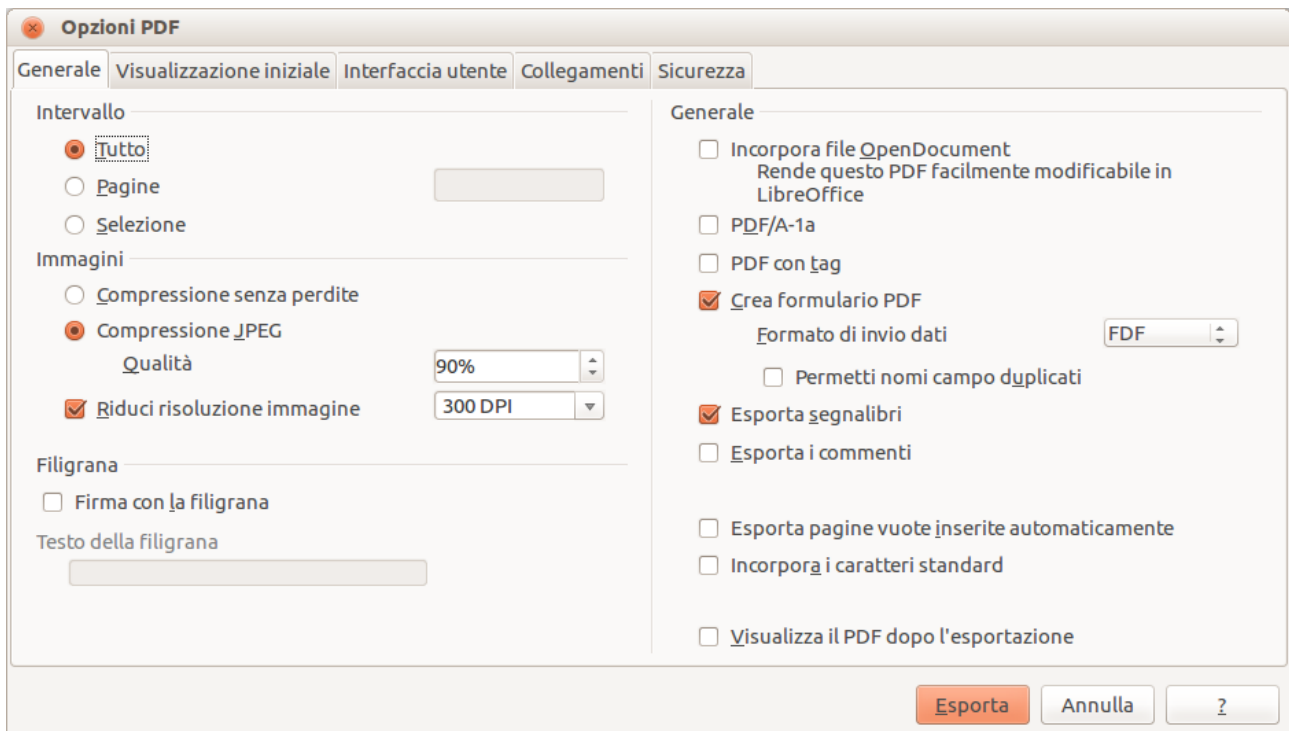 Opzioni PDF
Generale Visualizzazione iniziale Interfaccia utente Collegamenti Sicurezza
Intervallo
Tutto
Pagine
Selezione
Immagini
Compressione senza perdite
Compressione JPEG
Qualità 90%
Riduci risoluzione immagine 300 DPI
Filigrana
Firma con la filigrana
Testo della filigrana
Generale
Incorpora file OpenDocument
Rende questo PDF facilmente modificabile in
LibreOffice
PDF/A-1a
PDF con tag
Crea formulario PDF
Formato di invio dati FDF
Permetti nomi campo duplicati
Esporta segnalibri
Esporta i commenti
Esporta pagine vuote inserite automaticamente
Incorpora i caratteri standard
Visualizza il PDF dopo l'esportazione
Esporta Annulla ?